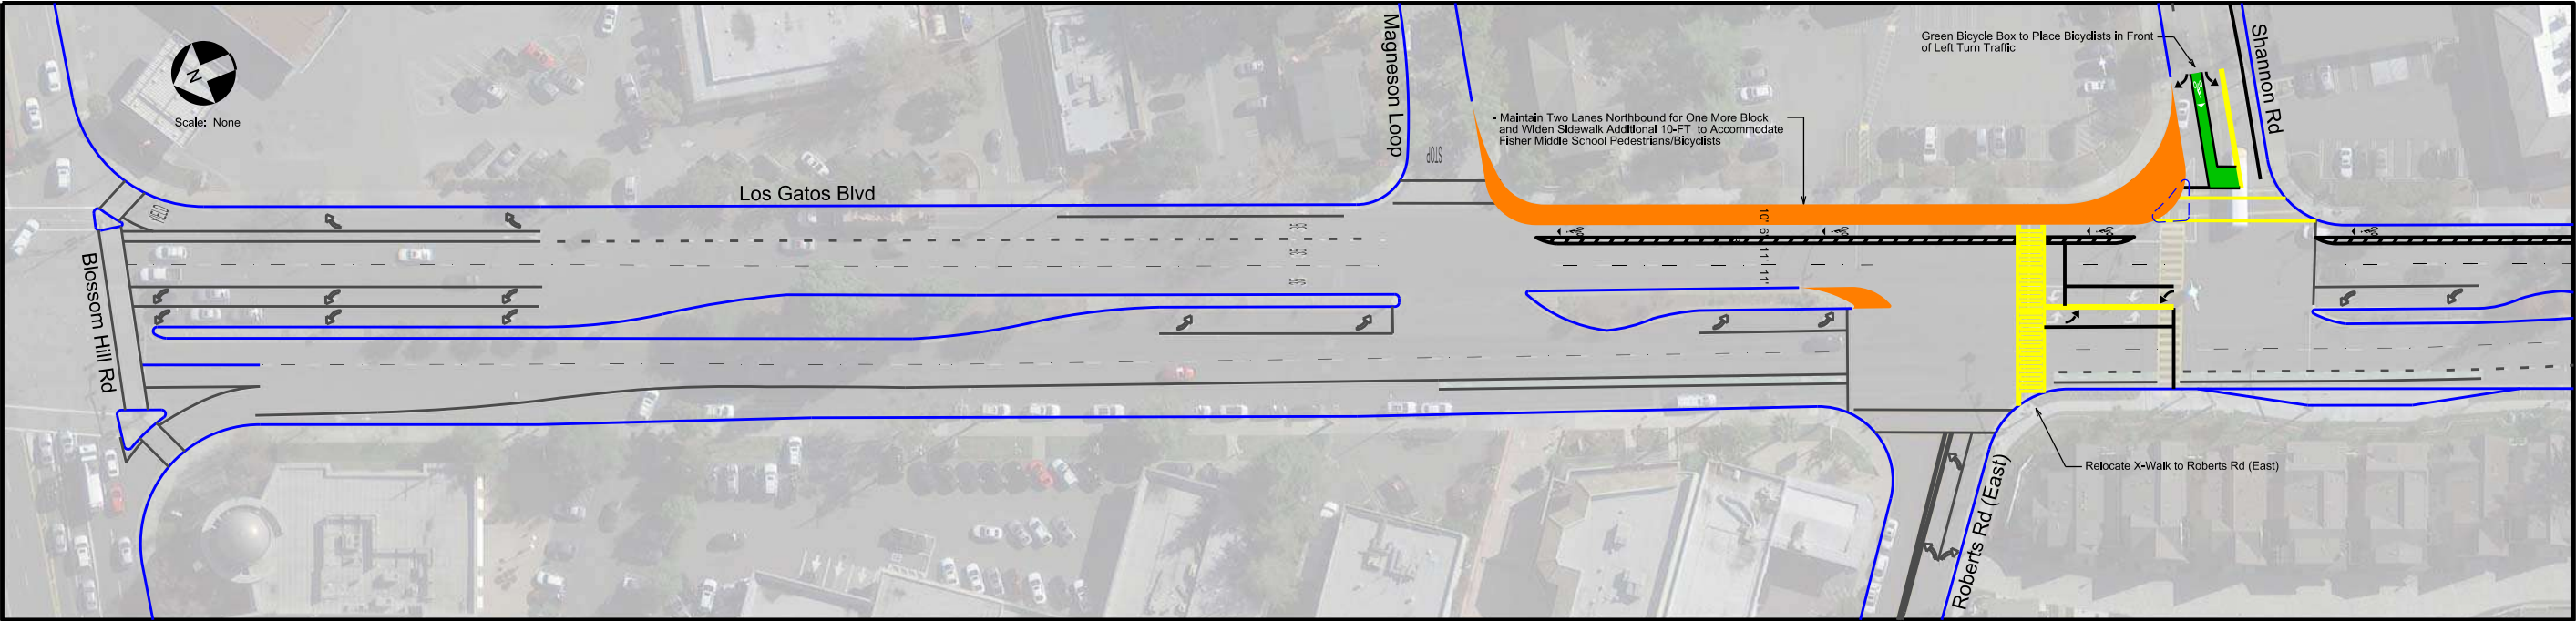 N
Scale: None
Los Gatos Blvd
Blossom Hill Rd
YIELD
Magneson Loop
STOP
- Maintain Two Lanes Northbound for One More Block
and Widen Sidewalk Additional 10-FT to Accommodate
Fisher Middle School Pedestrians/Bicyclists
Green Bicycle Box to Place Bicyclists in Front
of Left Turn Traffic
Shannon Rd
10' 6' 11' 11'
Relocate X-Walk to Roberts Rd (East)
Roberts Rd (East)